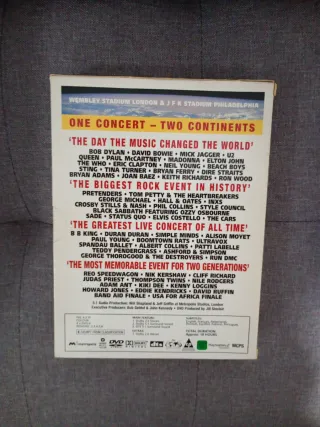 WEMBLEY STADIUM LONDON & J F K STADIUM PHILADELPHIA
ONE CONCERT – TWO CONTINENTS
'THE DAY THE MUSIC CHANGED THE WORLD'
BOB DYLAN • DAVID BOWIE • MICK JAGGER • U2
QUEEN • PAUL McCARTNEY • MADONNA • ELTON JOHN
THE WHO • ERIC CLAPTON • NEIL YOUNG • BEACH BOYS
STING • TINA TURNER • BRYAN FERRY • DIRE STRAITS
BRYAN ADAMS • JOAN BAEZ • KEITH RICHARDS • RON WOOD
'THE BIGGEST ROCK EVENT IN HISTORY'
PRETENDERS • TOM PETTY & THE HEARTBREAKERS
GEORGE MICHAEL • HALL & OATES • INXS
CROSBY STILLS & NASH • PHIL COLLINS • STYLE COUNCIL
BLACK SABBATH FEATURING OZZY OSBOURNE
SADE • STATUS QUO • ELVIS COSTELLO • THE CARS
'THE GREATEST LIVE CONCERT OF ALL TIME'
B B KING • DURAN DURAN • SIMPLE MINDS • ALISON MOYET
PAUL YOUNG • BOOMTOWN RATS • ULTRAVOX
SPANDAU BALLET • ALBERT COLLINS • PATTI LABELLE
TEDDY PENDERGRASS • ASHFORD & SIMPSON
GEORGE THOROGOOD & THE DESTROYERS • RUN DMC
'THE MOST MEMORABLE EVENT FOR TWO GENERATIONS'
REO SPEEDWAGON • NIK KERSHAW • CLIFF RICHARD
JUDAS PRIEST • THOMPSON TWINS • NILE RODGERS
ADAM ANT • KIKI DEE • KENNY LOGGINS
HOWARD JONES • EDDIE KENDRICKS • DAVID RUFFIN
BAND AID FINALE • USA FOR AFRICA FINALE
DVD
dts
MCPS